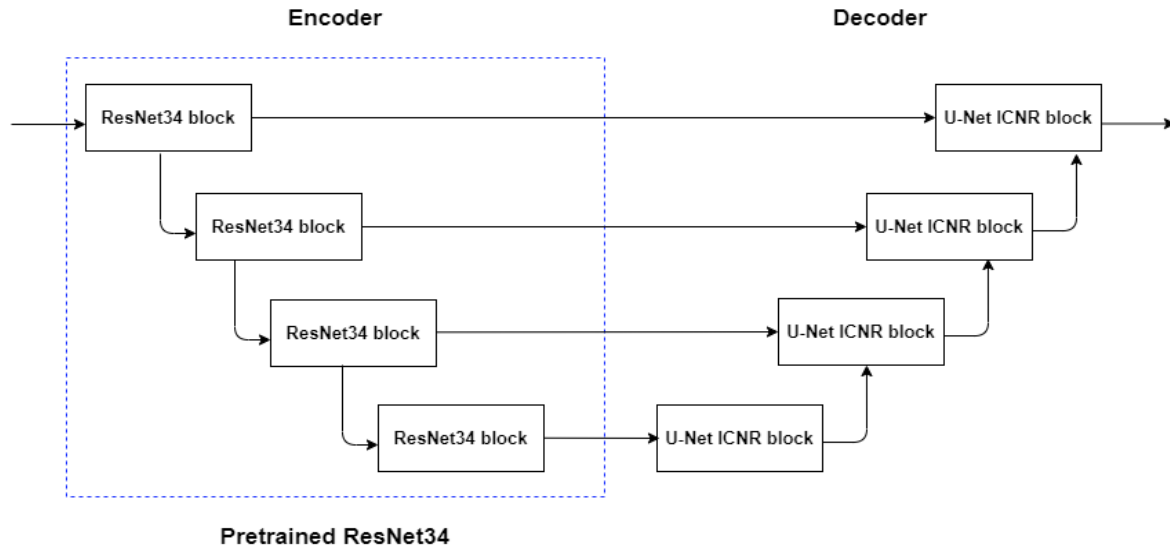 Encoder
Decoder
ResNet34 block
U-Net ICNR block
ResNet34 block
U-Net ICNR block
ResNet34 block
U-Net ICNR block
ResNet34 block
U-Net ICNR block
Pretrained ResNet34